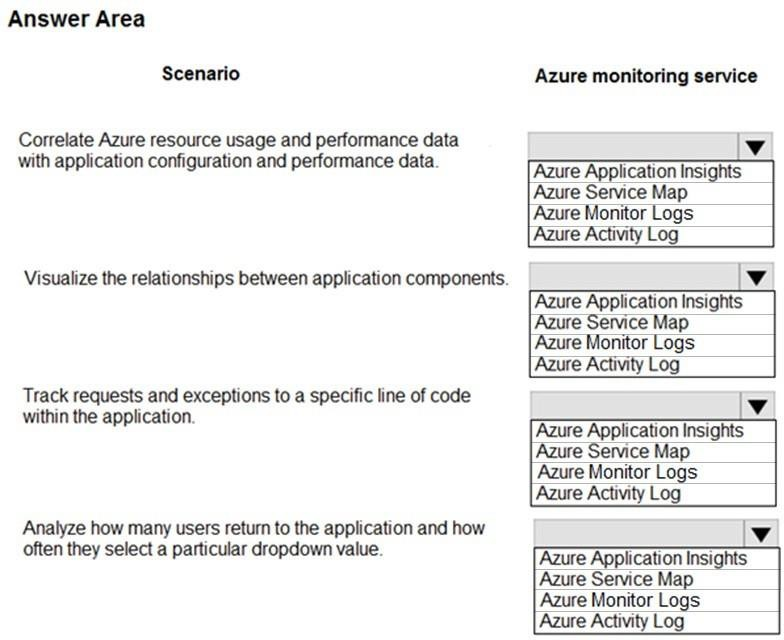 Answer Area
Scenario
Azure monitoring service
Correlate Azure resource usage and performance data
with application configuration and performance data.
Azure Application Insights
Azure Service Map
Azure Monitor Logs
Azure Activity Log
Visualize the relationships between application components.
Azure Application Insights
Azure Service Map
Azure Monitor Logs
Azure Activity Log
Track requests and exceptions to a specific line of code
within the application.
Azure Application Insights
Azure Service Map
Azure Monitor Logs
Azure Activity Log
Analyze how many users return to the application and how
often they select a particular dropdown value.
Azure Application Insights
Azure Service Map
Azure Monitor Logs
Azure Activity Log